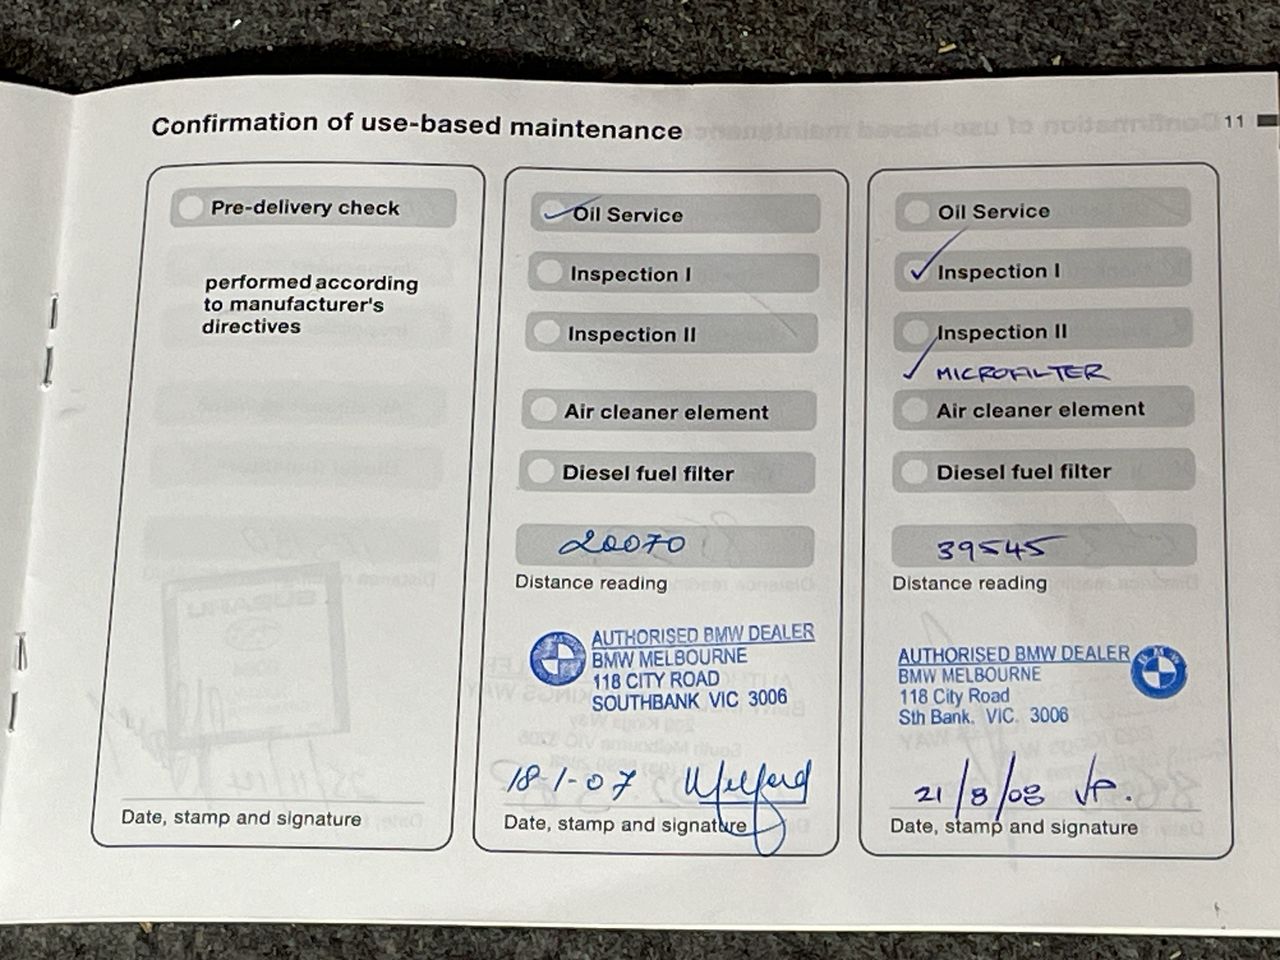 Confirmation of use-based maintenance
11
Pre-delivery check
performed according
to manufacturer's
directives
Date, stamp and signature
Oil Service
Inspection I
Inspection II
Air cleaner element
Diesel fuel filter
20070
Distance reading
AUTHORISED BMW DEALER
BMW MELBOURNE
118 CITY ROAD
SOUTHBANK VIC 3006
18-1-07
Date, stamp and signature
Oil Service
Inspection I
Inspection II
MICROFILTER
Air cleaner element
Diesel fuel filter
39545
Distance reading
AUTHORISED BMW DEALER
BMW MELBOURNE
118 City Road
Sth Bank. VIC. 3006
21/8/08
Date, stamp and signature